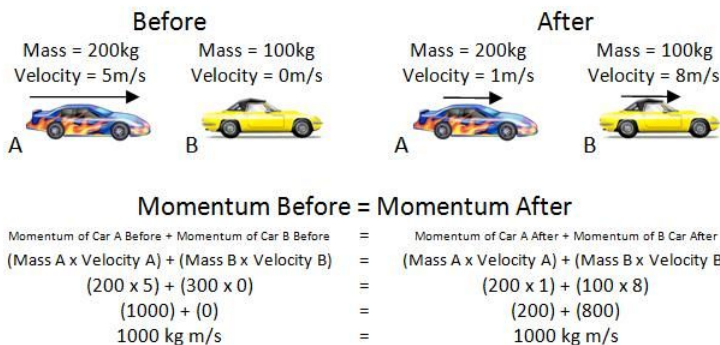 Before
After
Mass = 200kg
Mass = 100kg
Mass = 200kg
Mass = 100kg
Velocity = 5m/s
Velocity = 0m/s
Velocity = 1m/s
Velocity = 8m/s
A
B
A
B
Momentum Before = Momentum After
Momentum of Car A Before + Momentum of Car B Before = Momentum of Car A After + Momentum of B Car After
(Mass A x Velocity A) + (Mass B x Velocity B) = (Mass A x Velocity A) + (Mass B x Velocity B
(200 x 5) + (300 x 0) = (200 x 1) + (100 x 8)
(1000) + (0) = (200) + (800)
1000 kg m/s = 1000 kg m/s